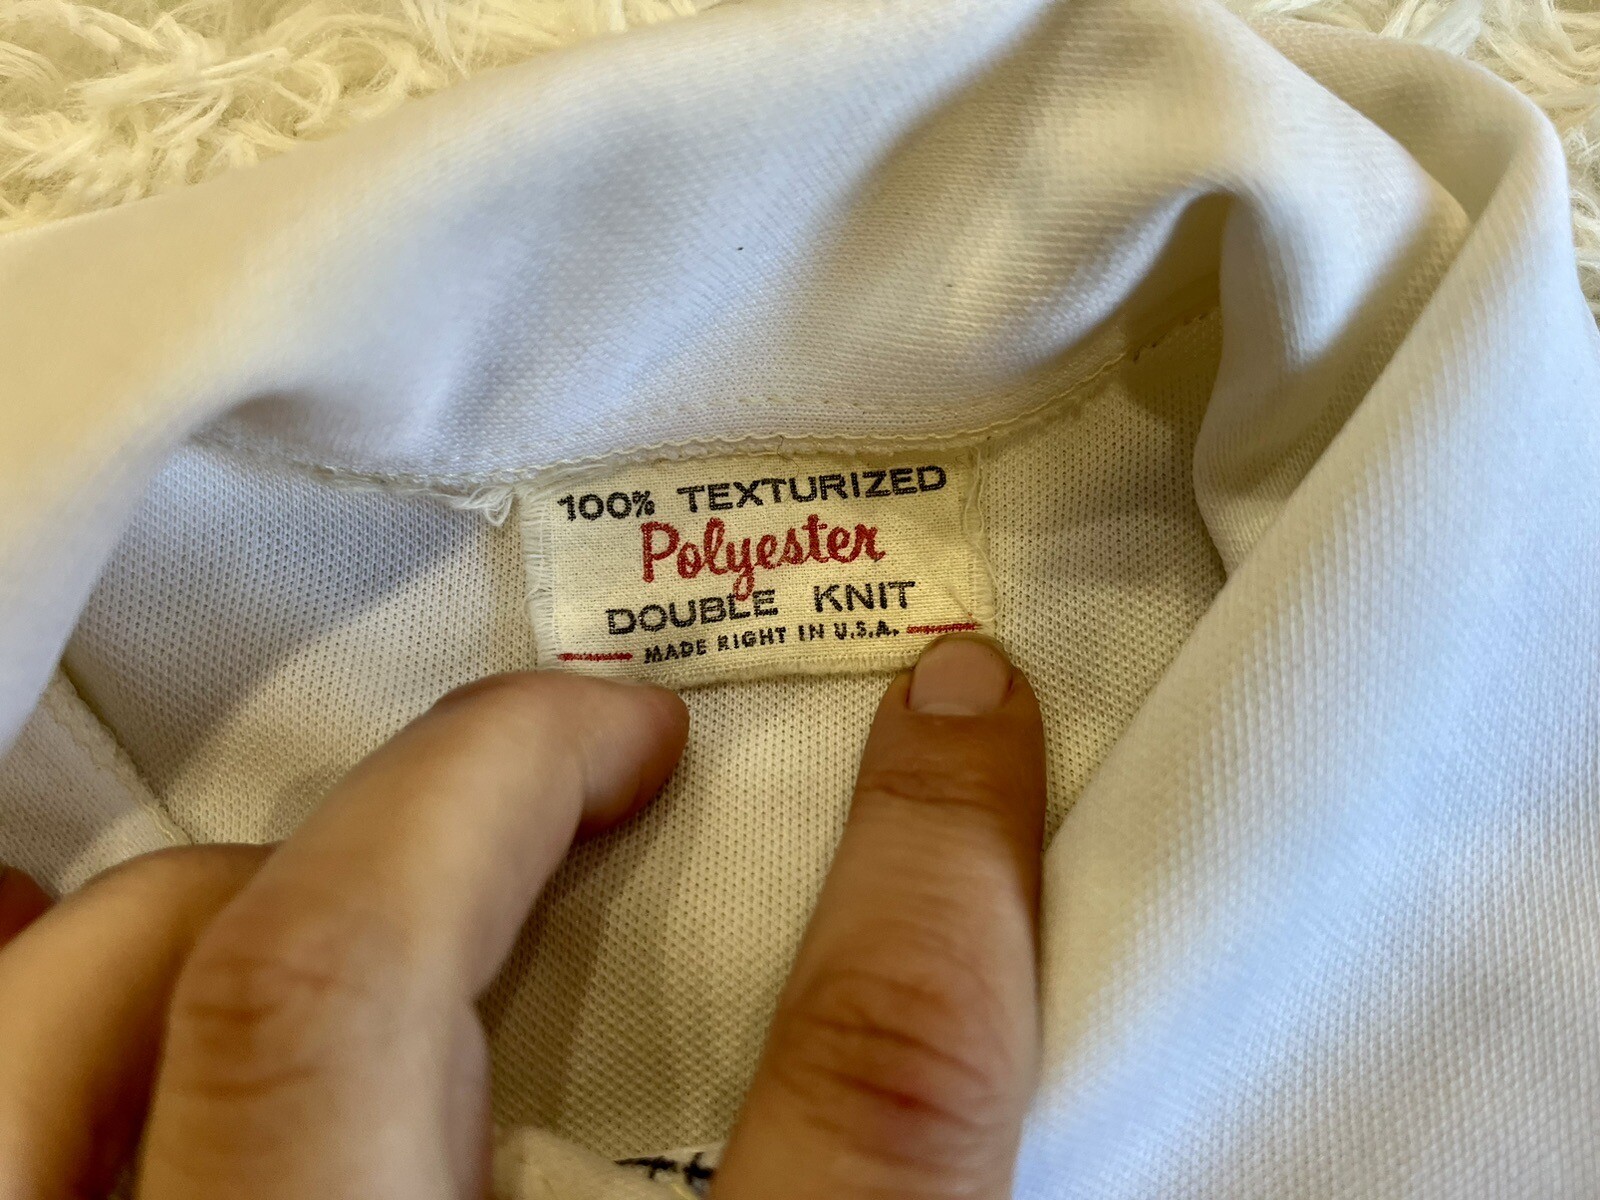 100% TEXTURIZED
Polyester
DOUBLE KNIT
MADE RIGHT IN U.S.A.